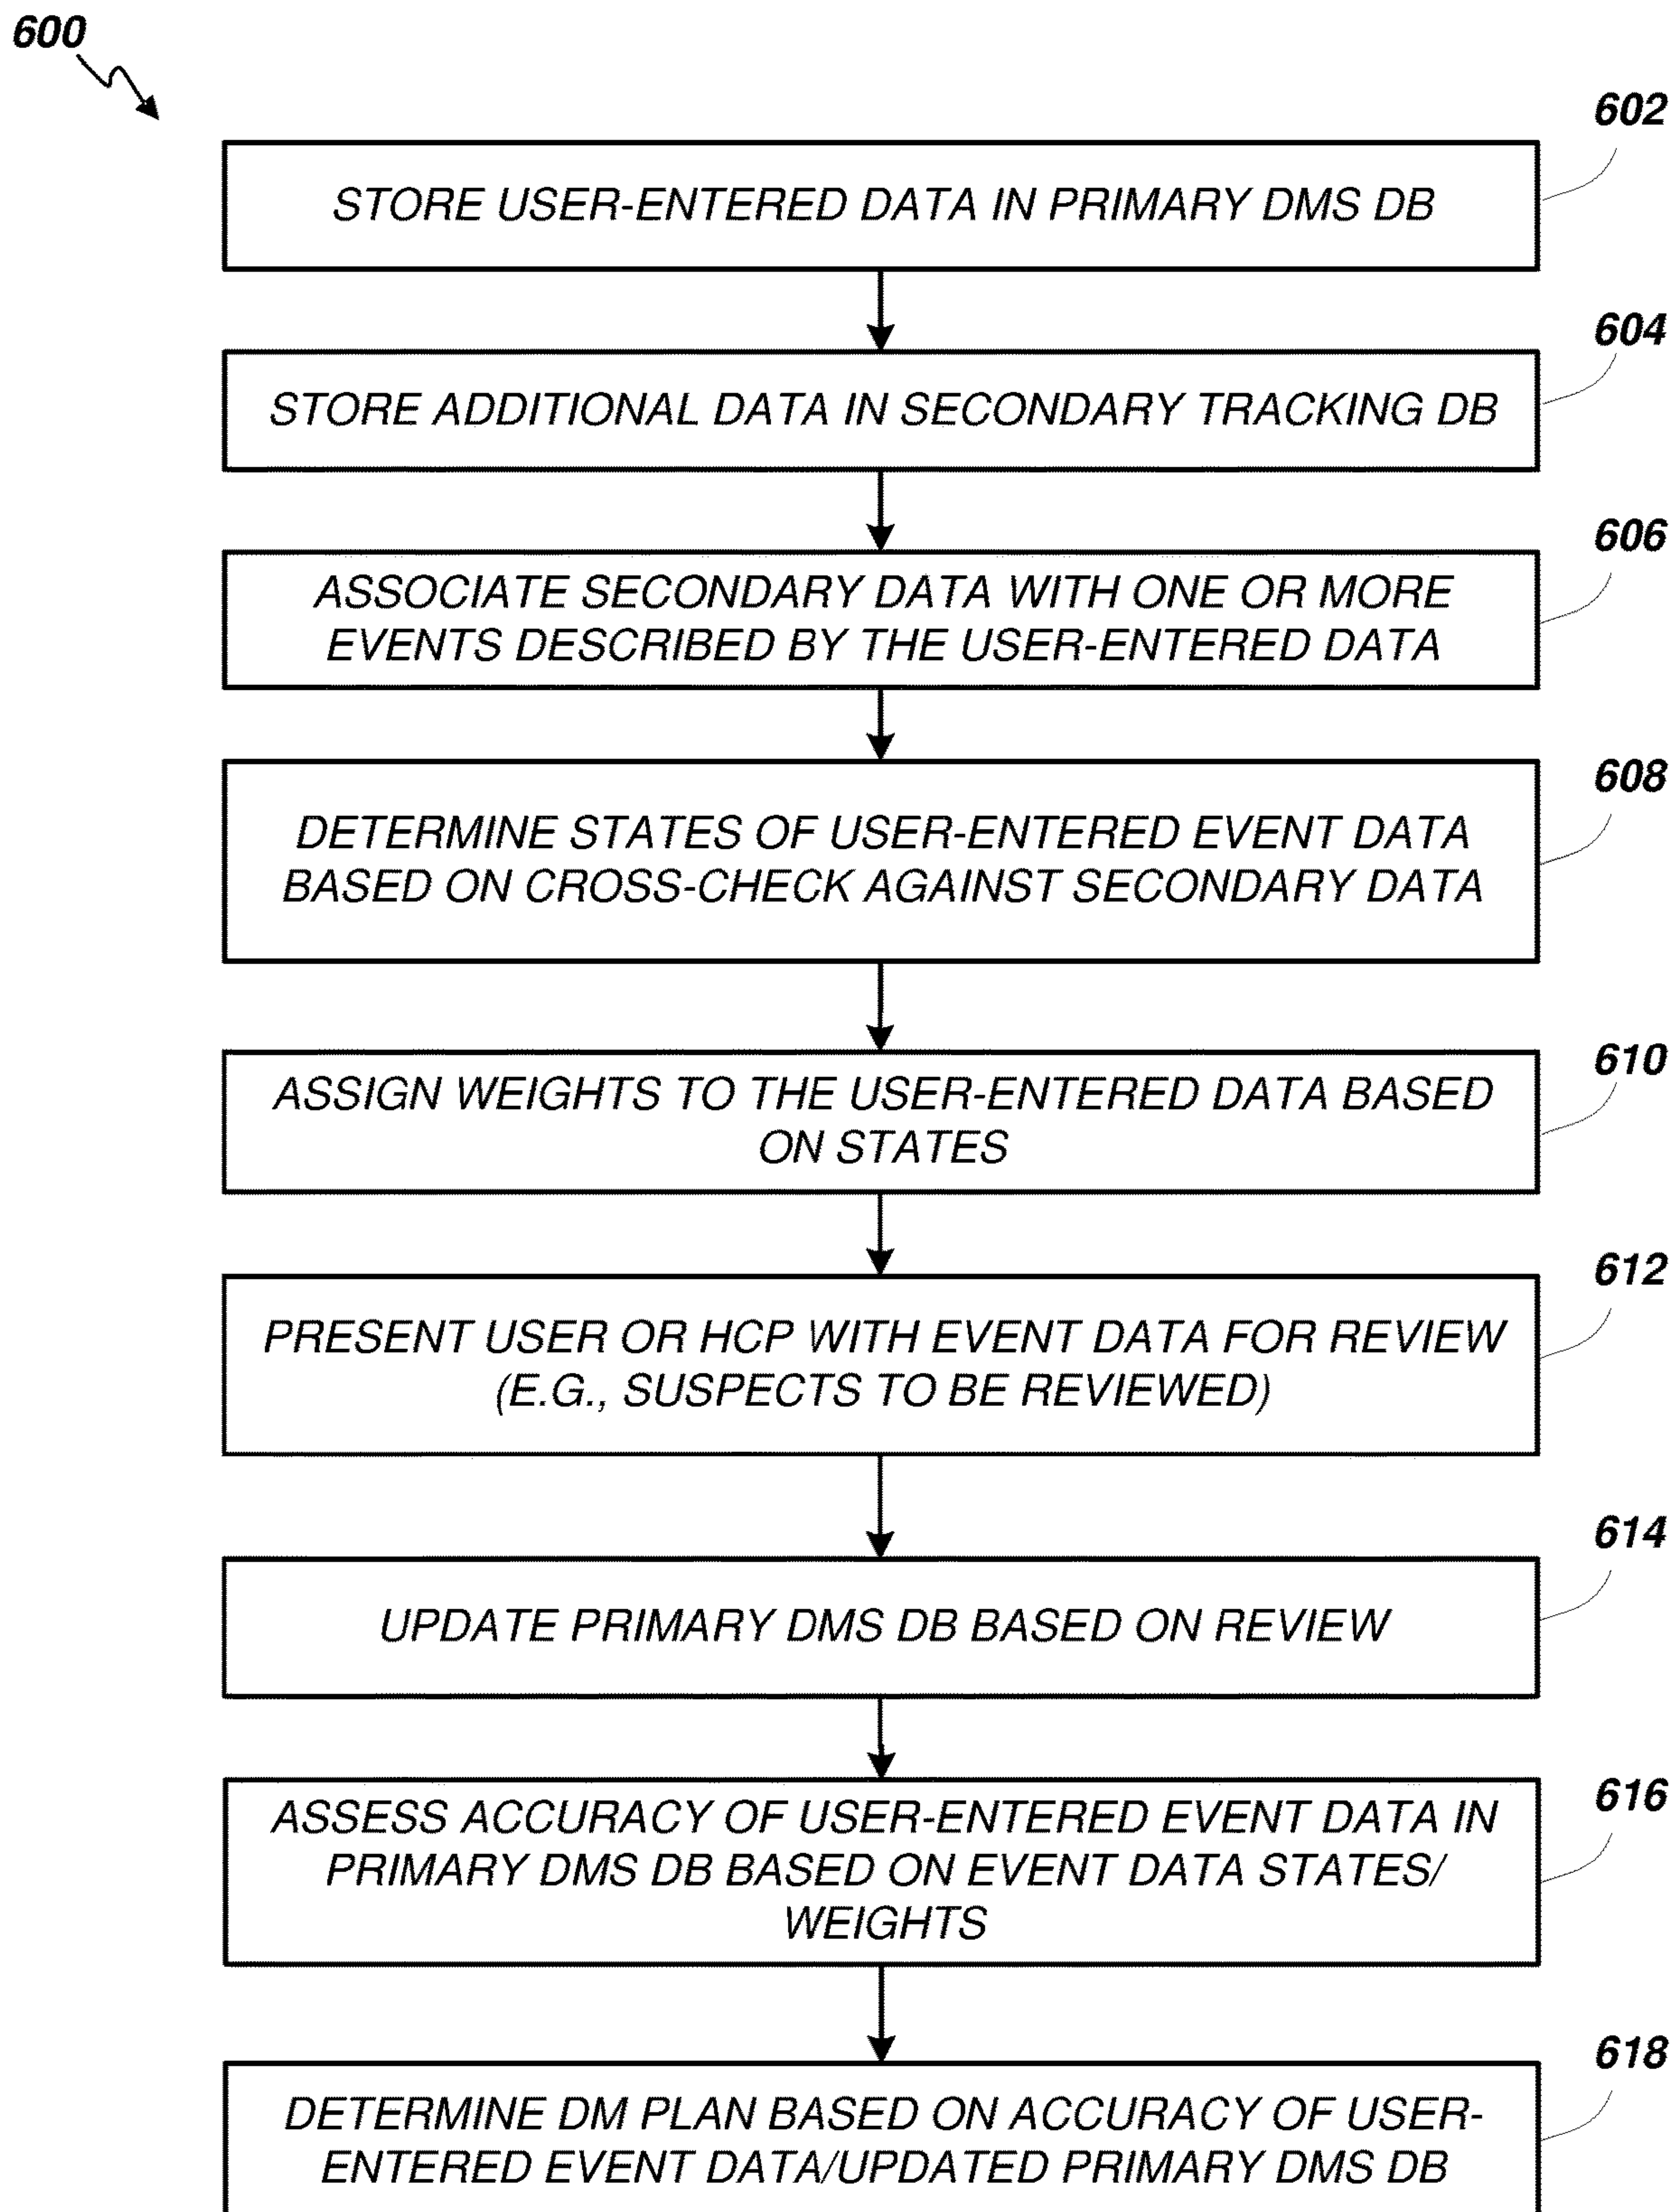 600
602
STORE USER-ENTERED DATA IN PRIMARY DMS DB
604
STORE ADDITIONAL DATA IN SECONDARY TRACKING DB
606
ASSOCIATE SECONDARY DATA WITH ONE OR MORE
EVENTS DESCRIBED BY THE USER-ENTERED DATA
608
DETERMINE STATES OF USER-ENTERED EVENT DATA
BASED ON CROSS-CHECK AGAINST SECONDARY DATA
610
ASSIGN WEIGHTS TO THE USER-ENTERED DATA BASED
ON STATES
612
PRESENT USER OR HCP WITH EVENT DATA FOR REVIEW
(E.G., SUSPECTS TO BE REVIEWED)
614
UPDATE PRIMARY DMS DB BASED ON REVIEW
616
ASSESS ACCURACY OF USER-ENTERED EVENT DATA IN
PRIMARY DMS DB BASED ON EVENT DATA STATES/
WEIGHTS
618
DETERMINE DM PLAN BASED ON ACCURACY OF USER-
ENTERED EVENT DATA/UPDATED PRIMARY DMS DB